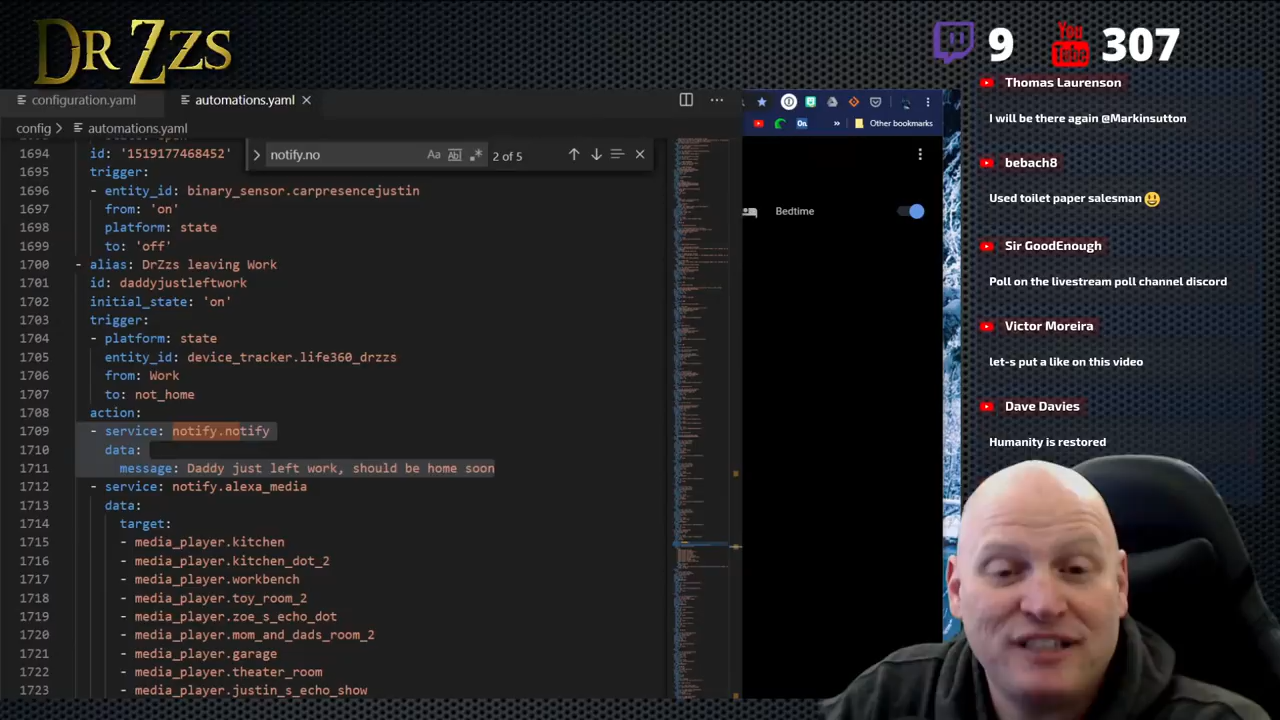 DrZzs
9
You
Tube
307
configuration.yaml
automations.yaml
config
automations.yaml
notify.no
2 of 5
Other bookmarks
Bedtime
1694 id: '1519177468452'
1695 trigger:
1696 - entity_id: binary_sensor.carpresencejustin
1697 from: 'on'
1698 platform: state
1699 to: 'off'
1700 - alias: DrZzs leaving Work
1701 id: daddyjustleftwork
1702 initial_state: 'on'
1703 trigger:
1704 - platform: state
1705 entity_id: device_tracker.life360_drzzs
1706 from: Work
1707 to: not_home
1708 action:
1709 - service: notify.notify
1710 data:
1711 message: Daddy just left work, should be home soon
1712 - service: notify.alexa_media
1713 data:
1714 target:
1715 - media_player.kitchen
1716 - media_player.kitchen_dot_2
1717 - media_player.workbench
1718 - media_player.toy_room_2
1719 - media_player.zoe_s_echo_dot
1720 - media_player.mom_and_dads_room_2
1721 - media_player.garage
1722 - media_player.theater_room
1723 - media_player.justin_s_echo_show
Thomas Laurenson
I will be there again @Markinsutton
bebach8
Used toilet paper salesman 😃
Sir GoodEnough
Poll on the livestream poll channel discord
Victor Moreira
let-s put a like on this video
Dave Davies
Humanity is restored